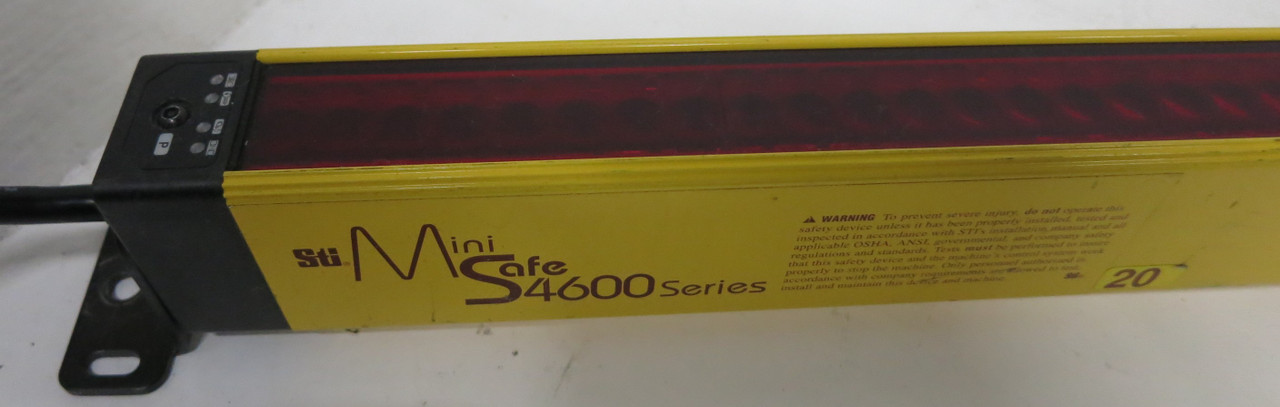 P
STi
Mini
Safe
S4600 Series
WARNING To prevent severe injury, do not operate this
safety device unless it has been properly installed, tested and
inspected in accordance with STI's installation manual and all
applicable OSHA, ANSI, governmental, and company safety
regulations and standards. Tests must be performed to insure
that this safety device and the machine's control system work
properly to stop the machine. Only personnel authorized in
accordance with company requirements are allowed to use,
install and maintain this device and machine.
20